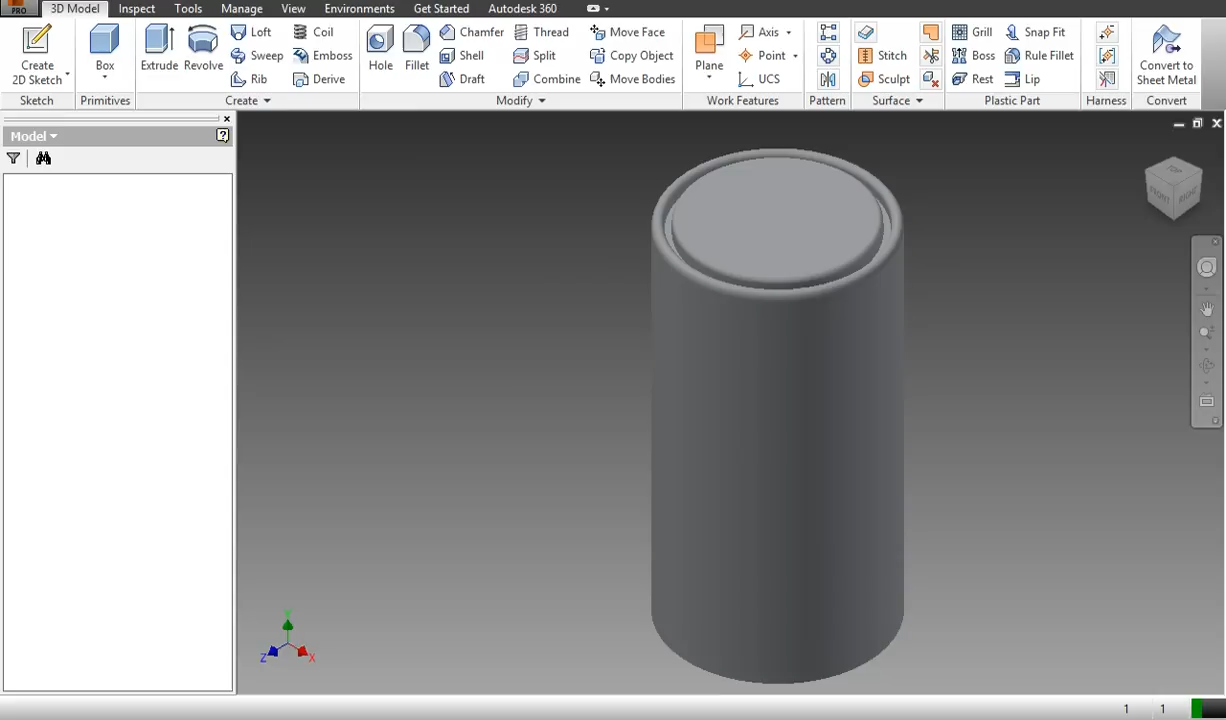 PRO 3D Model Inspect Tools Manage View Environments Get Started Autodesk 360
Create 2D Sketch
Box
Extrude
Revolve
Loft
Sweep
Rib
Coil
Emboss
Derive
Hole
Fillet
Chamfer
Shell
Draft
Thread
Split
Combine
Move Face
Copy Object
Move Bodies
Plane
Axis
Point
UCS
Stitch
Sculpt
Grill
Boss
Rest
Snap Fit
Rule Fillet
Lip
Convert to Sheet Metal
Sketch Primitives Create Modify Work Features Pattern Surface Plastic Part Harness Convert
Model
?
TOP
FRONT RIGHT
Y
Z X
1 1